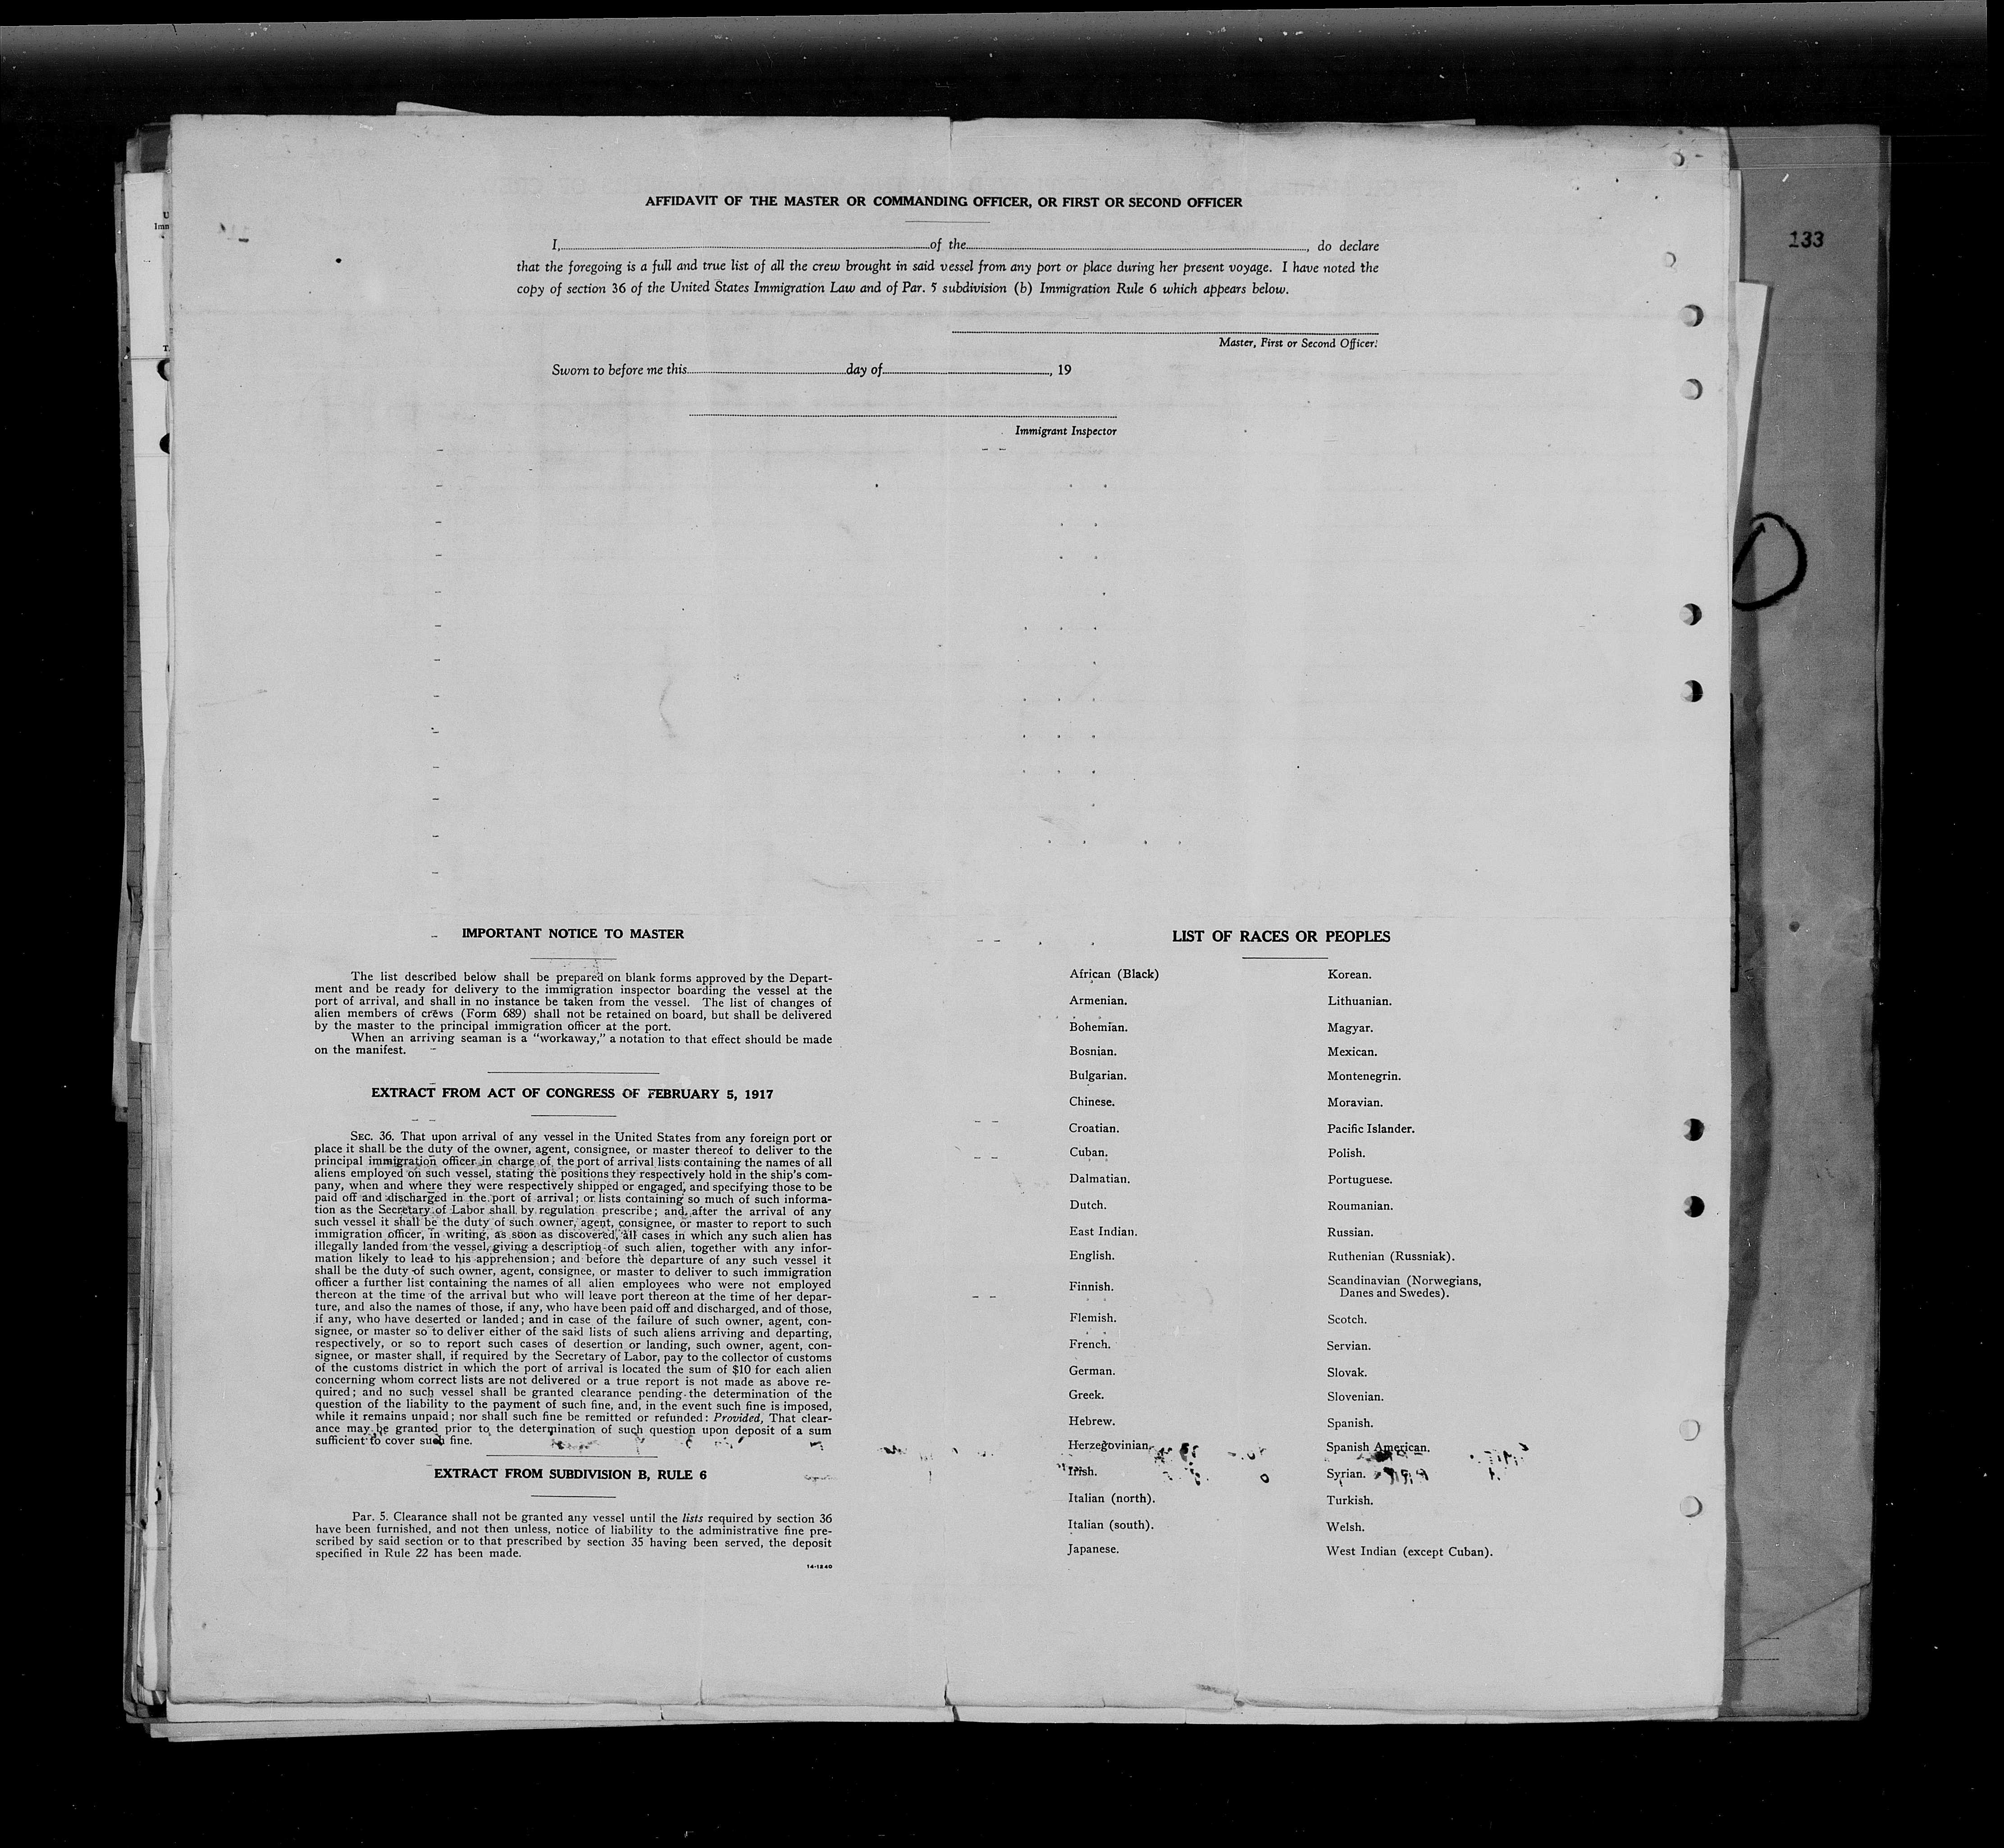 AFFIDAVIT OF THE MASTER OR COMMANDING OFFICER, OR FIRST OR SECOND OFFICER
I, of the , do declare
that the foregoing is a full and true list of all the crew brought in said vessel from any port or place during her present voyage. I have noted the
copy of section 36 of the United States Immigration Law and of Par. 5 subdivision (b) Immigration Rule 6 which appears below.
Master, First or Second Officer.
Sworn to before me this day of , 19
Immigrant Inspector
133
IMPORTANT NOTICE TO MASTER
The list described below shall be prepared on blank forms approved by the Depart-
ment and be ready for delivery to the immigration inspector boarding the vessel at the
port of arrival, and shall in no instance be taken from the vessel. The list of changes of
alien members of crews (Form 689) shall not be retained on board, but shall be delivered
by the master to the principal immigration officer at the port.
When an arriving seaman is a "workaway," a notation to that effect should be made
on the manifest.
EXTRACT FROM ACT OF CONGRESS OF FEBRUARY 5, 1917
SEC. 36. That upon arrival of any vessel in the United States from any foreign port or
place it shall be the duty of the owner, agent, consignee, or master thereof to deliver to the
principal immigration officer in charge of the port of arrival lists containing the names of all
aliens employed on such vessel, stating the positions they respectively hold in the ship's com-
pany, when and where they were respectively shipped or engaged, and specifying those to be
paid off and discharged in the port of arrival; or lists containing so much of such informa-
tion as the Secretary of Labor shall by regulation prescribe; and after the arrival of any
such vessel it shall be the duty of such owner, agent, consignee, or master to report to such
immigration officer, in writing, as soon as discovered, all cases in which any such alien has
illegally landed from the vessel, giving a description of such alien, together with any infor-
mation likely to lead to his apprehension; and before the departure of any such vessel it
shall be the duty of such owner, agent, consignee, or master to deliver to such immigration
officer a further list containing the names of all alien employees who were not employed
thereon at the time of the arrival but who will leave port thereon at the time of her depar-
ture, and also the names of those, if any, who have been paid off and discharged, and of those,
if any, who have deserted or landed; and in case of the failure of such owner, agent, con-
signee, or master so to deliver either of the said lists of such aliens arriving and departing,
respectively, or so to report such cases of desertion or landing, such owner, agent, con-
signee, or master shall, if required by the Secretary of Labor, pay to the collector of customs
of the customs district in which the port of arrival is located the sum of $10 for each alien
concerning whom correct lists are not delivered or a true report is not made as above re-
quired; and no such vessel shall be granted clearance pending the determination of the
question of the liability to the payment of such fine, and, in the event such fine is imposed,
while it remains unpaid; nor shall such fine be remitted or refunded: Provided, That clear-
ance may be granted prior to the determination of such question upon deposit of a sum
sufficient to cover such fine.
EXTRACT FROM SUBDIVISION B, RULE 6
Par. 5. Clearance shall not be granted any vessel until the lists required by section 36
have been furnished, and not then unless, notice of liability to the administrative fine pre-
scribed by said section or to that prescribed by section 35 having been served, the deposit
specified in Rule 22 has been made.
14-1240
LIST OF RACES OR PEOPLES
African (Black)
Armenian.
Bohemian.
Bosnian.
Bulgarian.
Chinese.
Croatian.
Cuban.
Dalmatian.
Dutch.
East Indian.
English.
Finnish.
Flemish.
French.
German.
Greek.
Hebrew.
Herzegovinian.
Irish.
Italian (north).
Italian (south).
Japanese.
Korean.
Lithuanian.
Magyar.
Mexican.
Montenegrin.
Moravian.
Pacific Islander.
Polish.
Portuguese.
Roumanian.
Russian.
Ruthenian (Russniak).
Scandinavian (Norwegians,
Danes and Swedes).
Scotch.
Servian.
Slovak.
Slovenian.
Spanish.
Spanish American.
Syrian.
Turkish.
Welsh.
West Indian (except Cuban).